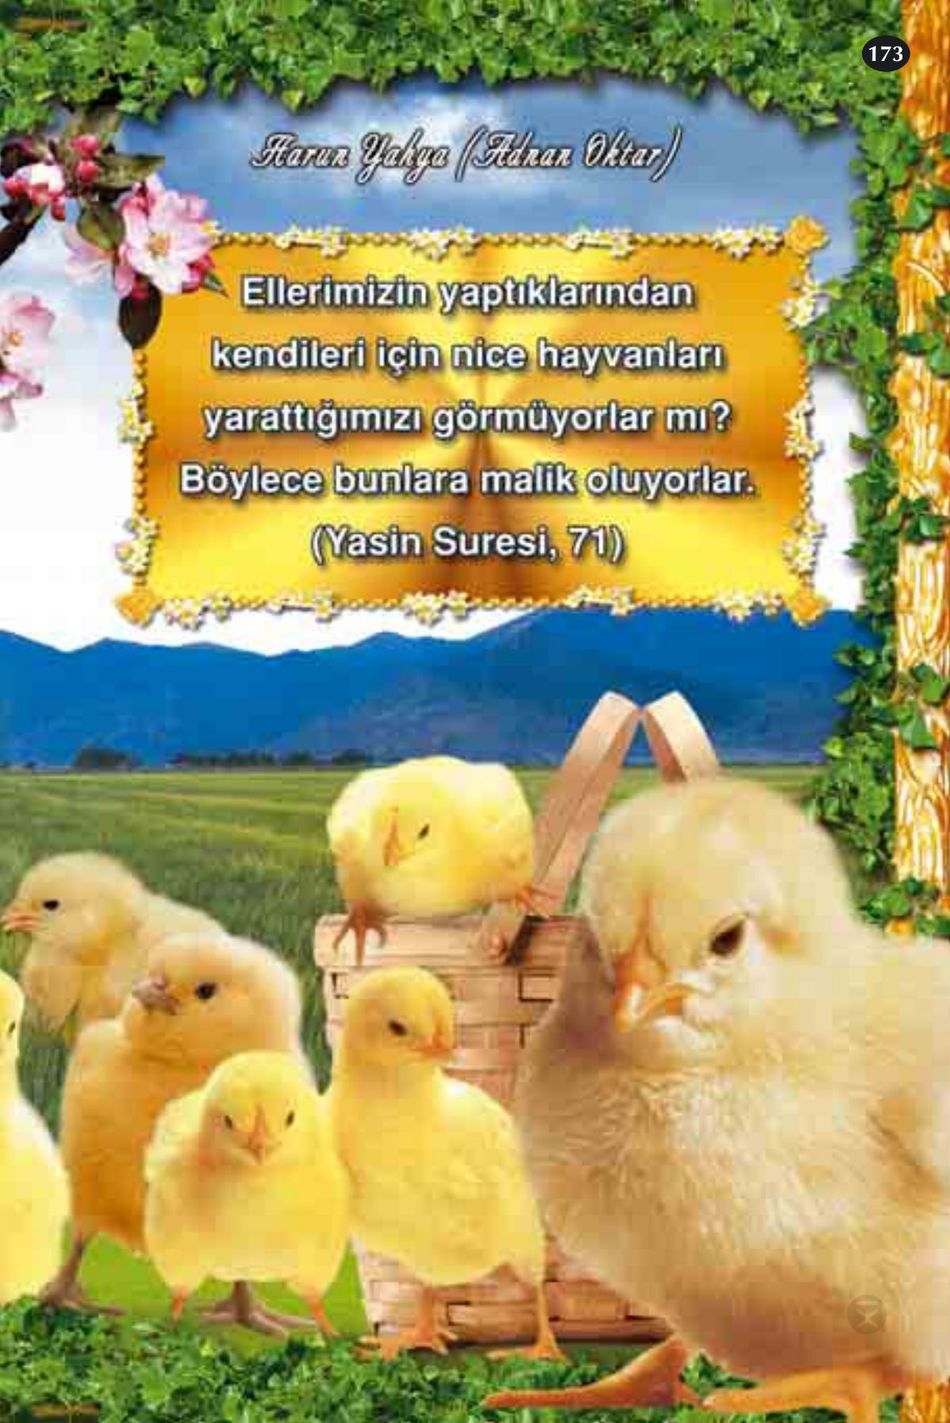 173
Harun Yahya (Adnan Oktar)
Ellerimizin yaptıklarından
kendileri için nice hayvanları
yarattığımızı görmüyorlar mı?
Böylece bunlara malik oluyorlar.
(Yasin Suresi, 71)